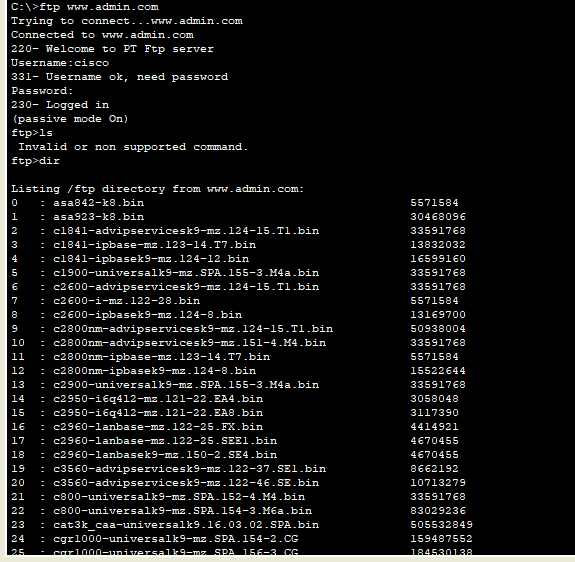 C:\>ftp www.admin.com
Trying to connect...www.admin.com
Connected to www.admin.com
220- Welcome to PT Ftp server
Username:cisco
331- Username ok, need password
Password:
230- Logged in
(passive mode On)
ftp>ls
 Invalid or non supported command.
ftp>dir

Listing /ftp directory from www.admin.com:
0   : asa842-k8.bin                                        5571584
1   : asa923-k8.bin                                        30468096
2   : c1841-advipservicesk9-mz.124-15.T1.bin               33591768
3   : c1841-ipbase-mz.123-14.T7.bin                        13832032
4   : c1841-ipbasek9-mz.124-12.bin                         16599160
5   : c1900-universalk9-mz.SPA.155-3.M4a.bin               33591768
6   : c2600-advipservicesk9-mz.124-15.T1.bin               33591768
7   : c2600-i-mz.122-28.bin                                5571584
8   : c2600-ipbasek9-mz.124-8.bin                          13169700
9   : c2800nm-advipservicesk9-mz.124-15.T1.bin             50938004
10  : c2800nm-advipservicesk9-mz.151-4.M4.bin              33591768
11  : c2800nm-ipbase-mz.123-14.T7.bin                      5571584
12  : c2800nm-ipbasek9-mz.124-8.bin                        15522644
13  : c2900-universalk9-mz.SPA.155-3.M4a.bin               33591768
14  : c2950-i6q4l2-mz.121-22.EA4.bin                       3058048
15  : c2950-i6q4l2-mz.121-22.EA8.bin                       3117390
16  : c2960-lanbase-mz.122-25.FX.bin                       4414921
17  : c2960-lanbase-mz.122-25.SEE1.bin                     4670455
18  : c2960-lanbasek9-mz.150-2.SE4.bin                     4670455
19  : c3560-advipservicesk9-mz.122-37.SE1.bin              8662192
20  : c3560-advipservicesk9-mz.122-46.SE.bin               10713279
21  : c800-universalk9-mz.SPA.152-4.M4.bin                 33591768
22  : c800-universalk9-mz.SPA.154-3.M6a.bin                83029236
23  : cat3k_caa-universalk9.16.03.02.SPA.bin               505532849
24  : cgr1000-universalk9-mz.SPA.154-2.CG                  159487552
25  : cgr1000-universalk9-mz.SPA.156-3.CG                  184530138